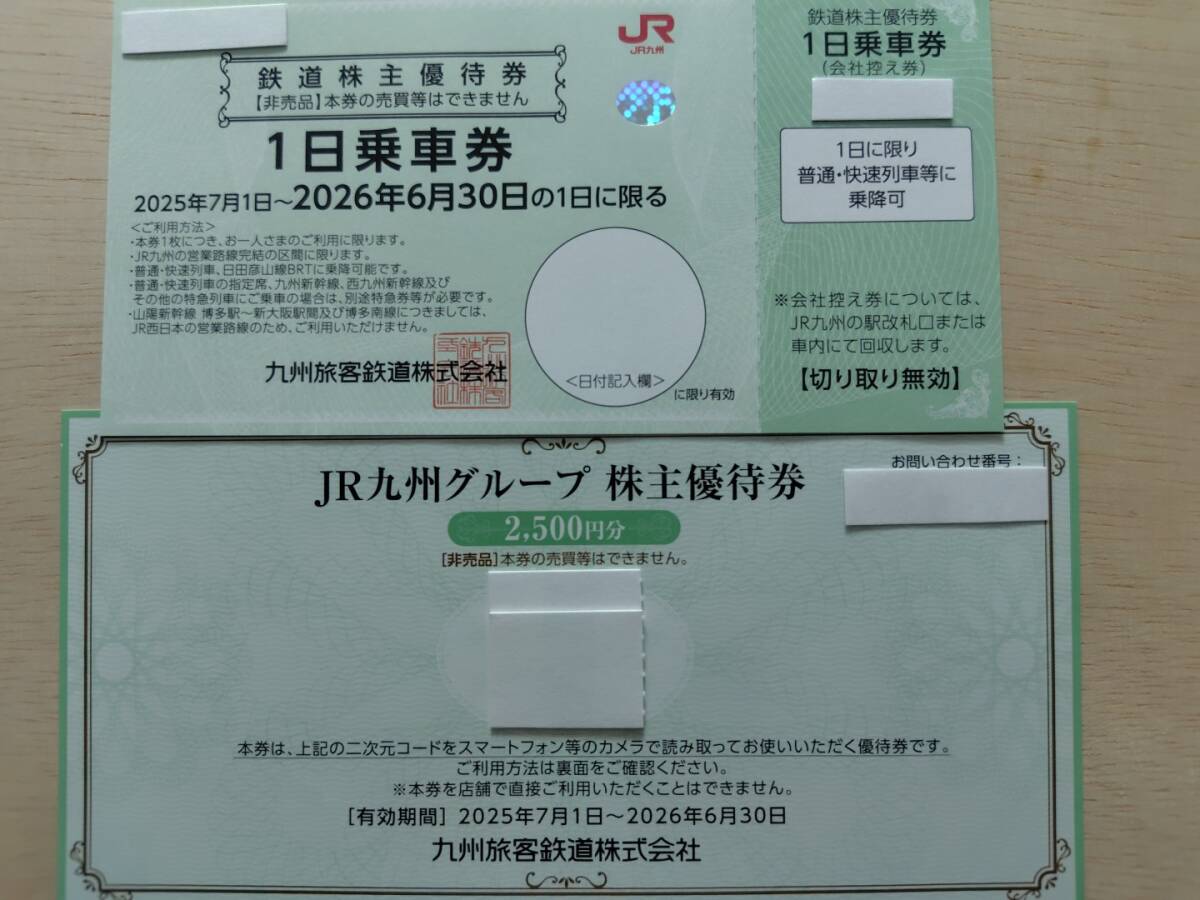 鉄道株主優待券
【非売品】本券の売買等はできません
1日乗車券
2025年7月1日～2026年6月30日の1日に限る
＜ご利用方法＞
・本券1枚につき、お一人さまのご利用に限ります。
・JR九州の営業路線完結の区間に限ります。
・普通・快速列車、日田彦山線BRTに乗降可能です。
・普通・快速列車の指定席、九州新幹線、西九州新幹線及び
その他の特急列車にご乗車の場合は、別途特急券等が必要です。
・山陽新幹線 博多駅～新大阪駅間及び博多南線につきましては、
JR西日本の営業路線のため、ご利用いただけません。
九州旅客鉄道株式会社
JR
JR九州
＜日付記入欄＞
に限り有効
鉄道株主優待券
1日乗車券
(会社控え券)
1日に限り
普通・快速列車等に
乗降可
※会社控え券については、
JR九州の駅改札口または
車内にて回収します。
【切り取り無効】
お問い合わせ番号：
JR九州グループ 株主優待券
2,500円分
[非売品]本券の売買等はできません。
本券は、上記の二次元コードをスマートフォン等のカメラで読み取ってお使いいただく優待券です。
ご利用方法は裏面をご確認ください。
※本券を店舗で直接ご利用いただくことはできません。
[有効期間] 2025年7月1日～2026年6月30日
九州旅客鉄道株式会社